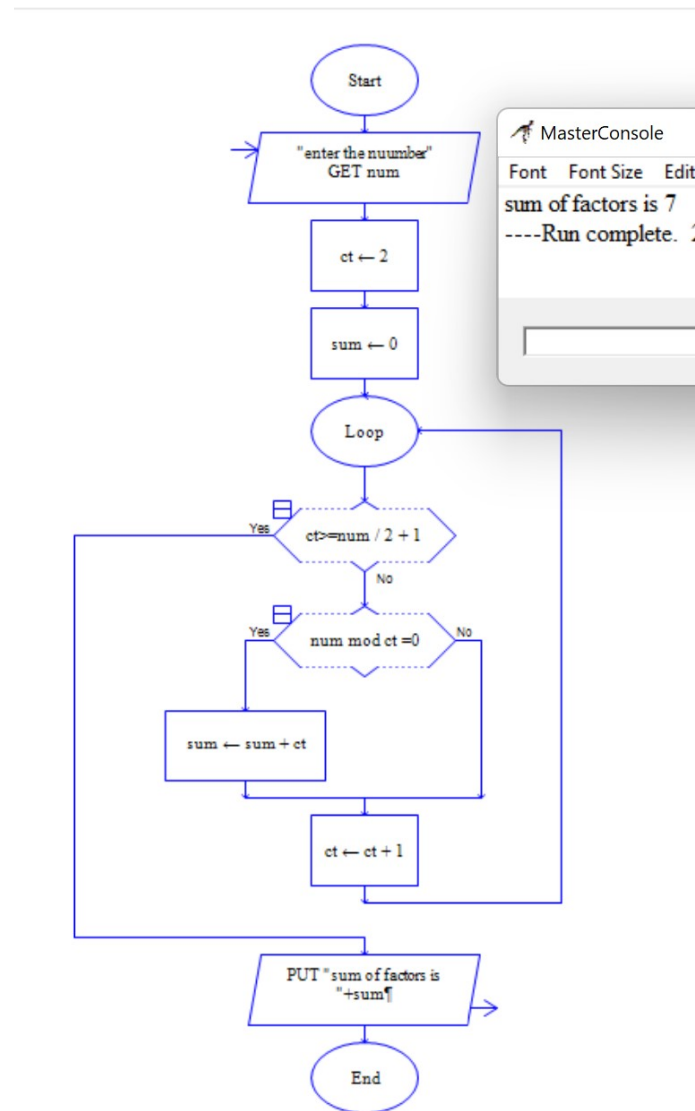 Start
"enter the nuumber"
GET num
ct ← 2
sum ← 0
Loop
Yes
ct>=num / 2 + 1
No
Yes
num mod ct =0
No
sum ← sum + ct
ct ← ct + 1
PUT "sum of factors is
"+sum¶
End
MasterConsole
Font Font Size Edit
sum of factors is 7
----Run complete.